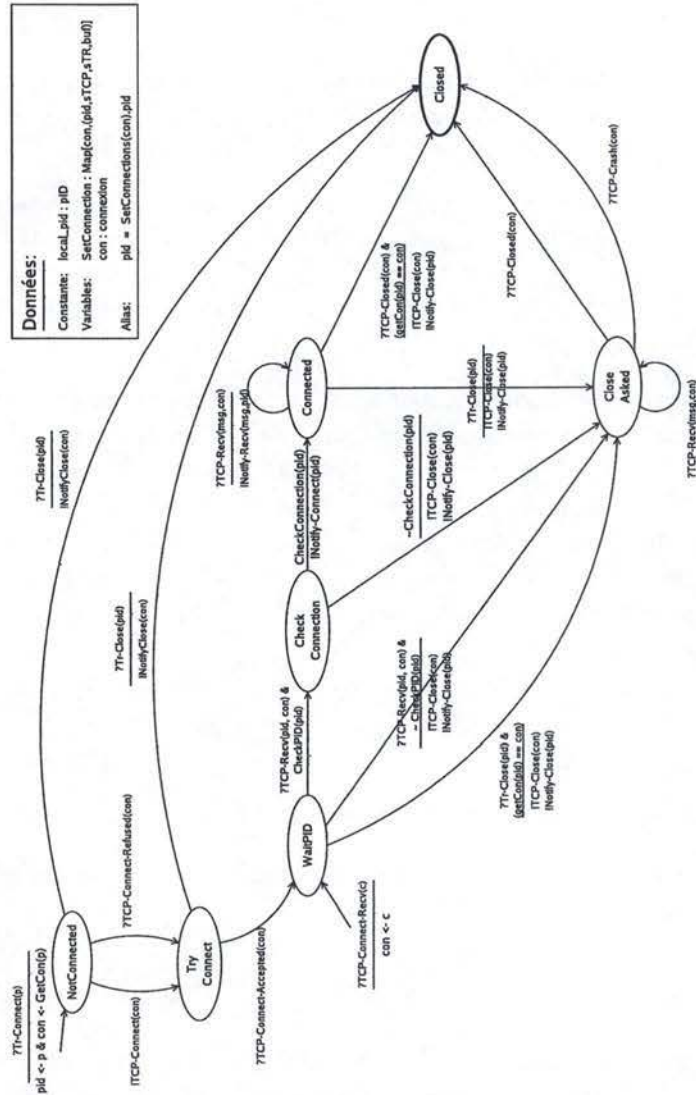 Données:
Constante: local_pid : pID
Variables: SetConnection : Map[con,(pid,sTCP,sTR,buf)]
con : connexion
Alias: pid = SetConnections(con).pid
?Tr-Connect(p)
pid <- p & con <- GetCon(p)
NotConnected
?Tr-Close(pid)
!NotifyClose(con)
!TCP-Connect(con)
?TCP-Connect-Refused(con)
Try
Connect
?Tr-Close(pid)
!NotifyClose(con)
?TCP-Connect-Accepted(con)
?TCP-Connect-Recv(c)
con <- c
WaitPID
?TCP-Recv(pid, con) &
CheckPID(pid)
Check
Connection
CheckConnection(pid)
!Notify-Connect(pid)
?TCP-Recv(msg,con)
!Notify-Recv(msg,pid)
Connected
?TCP-Closed(con) &
(getCon(pid) == con)
!TCP-Close(con)
!Notify-Close(pid)
Closed
?Tr-Close(pid)
!TCP-Close(con)
!Notify-Close(pid)
~CheckConnection(pid)
!TCP-Close(con)
!Notify-Close(pid)
?TCP-Recv(pid, con) &
~ CheckPID(pid)
!TCP-Close(con)
!Notify-Close(pid)
?Tr-Close(pid) &
(getCon(pid) == con)
!TCP-Close(con)
!Notify-Close(pid)
Close
Asked
?TCP-Closed(con)
?TCP-Crash(con)
?TCP-Recv(msg,con)